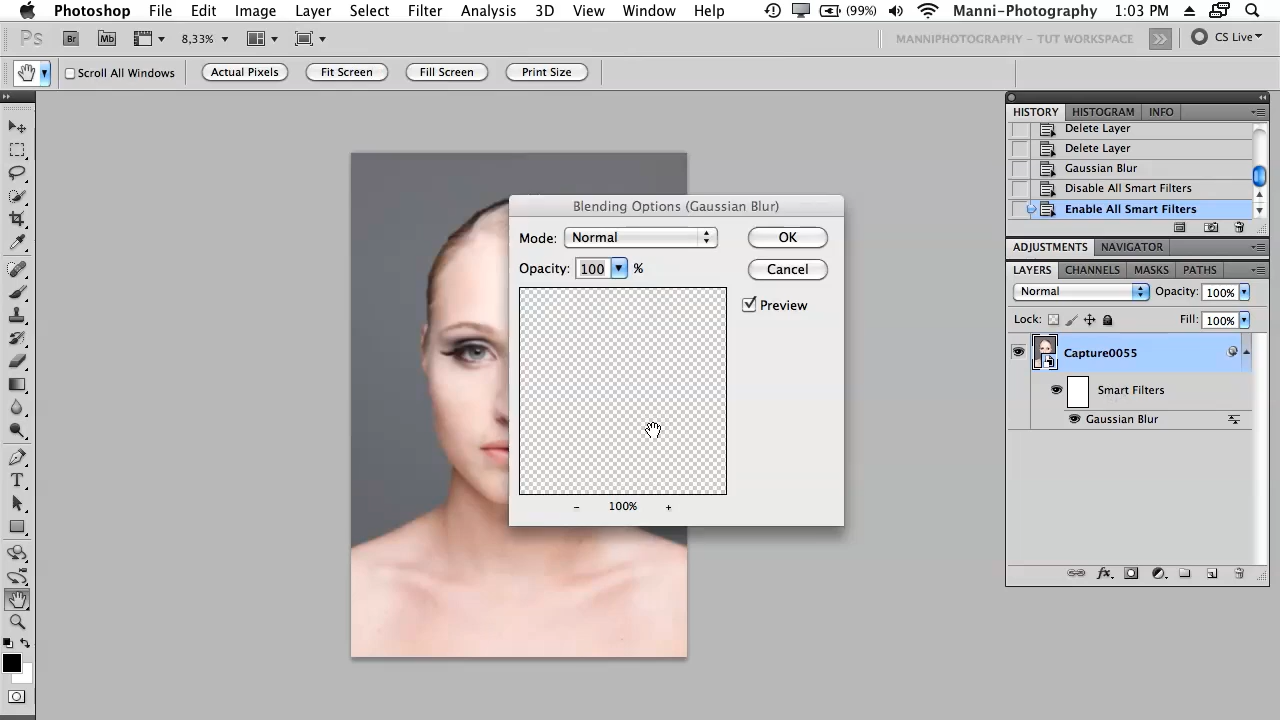 Photoshop File Edit Image Layer Select Filter Analysis 3D View Window Help (99%) Manni-Photography 1:03 PM
Ps Br Mb 8,33% MANNIPHOTOGRAPHY - TUT WORKSPACE CS Live
Scroll All Windows Actual Pixels Fit Screen Fill Screen Print Size
HISTORY HISTOGRAM INFO
Delete Layer
Delete Layer
Gaussian Blur
Disable All Smart Filters
Enable All Smart Filters
ADJUSTMENTS NAVIGATOR
LAYERS CHANNELS MASKS PATHS
Normal Opacity: 100%
Lock: Fill: 100%
Capture0055
Smart Filters
Gaussian Blur
fx
Blending Options (Gaussian Blur)
Mode: Normal OK
Opacity: 100 % Cancel
Preview
- 100% +
T